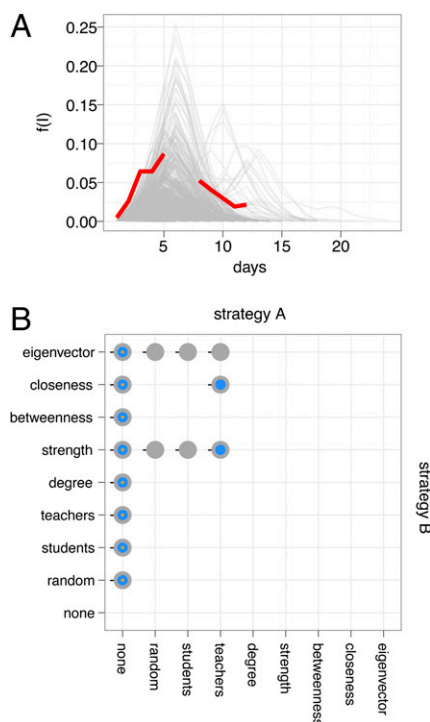 A
0.25
0.20
0.15
0.10
0.05
0.00
f(I)
5
10
15
20
days
B
strategy A
eigenvector
closeness
betweenness
strength
degree
teachers
students
random
none
strategy B
none
random
students
teachers
degree
strength
betweenness
closeness
eigenvector